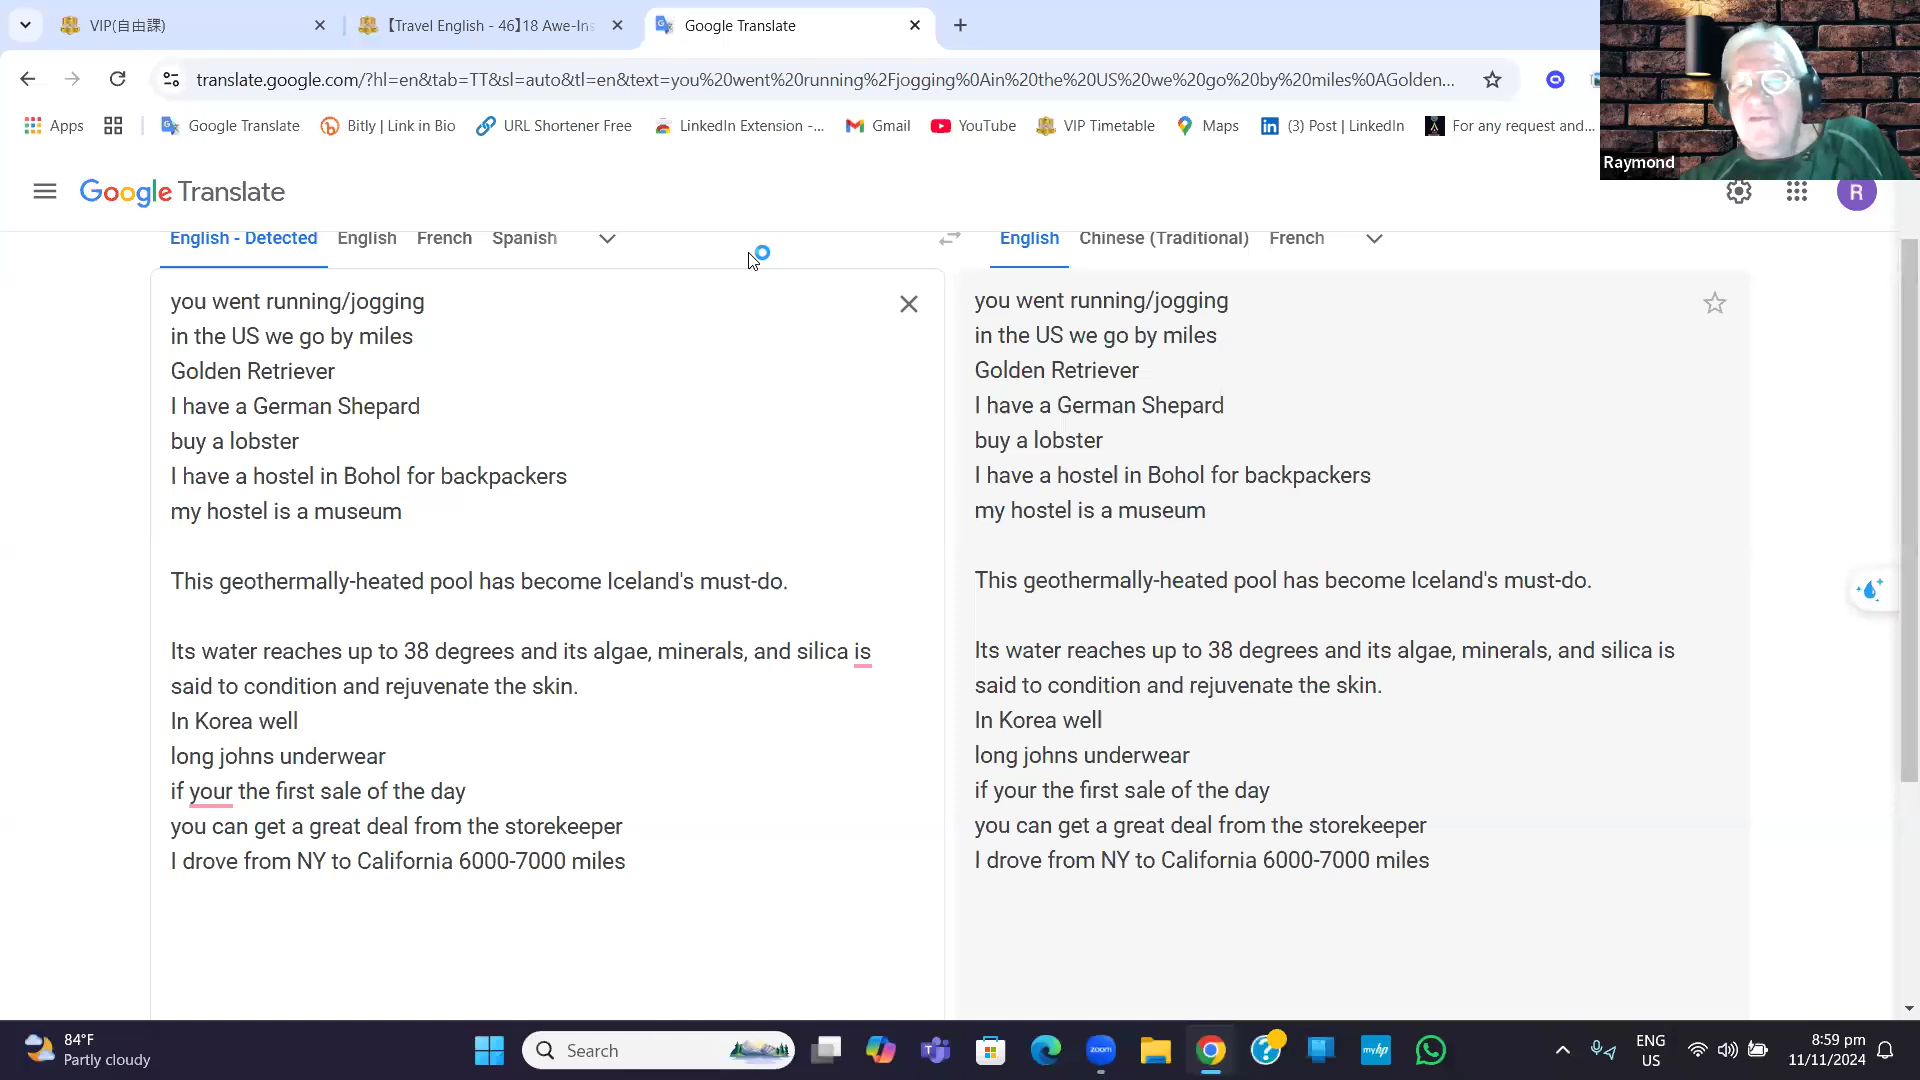 VIP(自由課)
【Travel English - 46】18 Awe-Ins
Google Translate
translate.google.com/?hl=en&tab=TT&sl=auto&tl=en&text=you%20went%20running%2Fjogging%0Ain%20the%20US%20we%20go%20by%20miles%0AGolden...
Apps
Google Translate
Bitly | Link in Bio
URL Shortener Free
LinkedIn Extension -...
Gmail
YouTube
VIP Timetable
Maps
(3) Post | LinkedIn
For any request and...
Raymond
Google Translate
R
English - Detected
English
French
Spanish
English
Chinese (Traditional)
French
you went running/jogging
in the US we go by miles
Golden Retriever
I have a German Shepard
buy a lobster
I have a hostel in Bohol for backpackers
my hostel is a museum
This geothermally-heated pool has become Iceland's must-do.
Its water reaches up to 38 degrees and its algae, minerals, and silica is
said to condition and rejuvenate the skin.
In Korea well
long johns underwear
if your the first sale of the day
you can get a great deal from the storekeeper
I drove from NY to California 6000-7000 miles
you went running/jogging
in the US we go by miles
Golden Retriever
I have a German Shepard
buy a lobster
I have a hostel in Bohol for backpackers
my hostel is a museum
This geothermally-heated pool has become Iceland's must-do.
Its water reaches up to 38 degrees and its algae, minerals, and silica is
said to condition and rejuvenate the skin.
In Korea well
long johns underwear
if your the first sale of the day
you can get a great deal from the storekeeper
I drove from NY to California 6000-7000 miles
84°F
Partly cloudy
Search
zoom
myhp
ENG
US
8:59 pm
11/11/2024